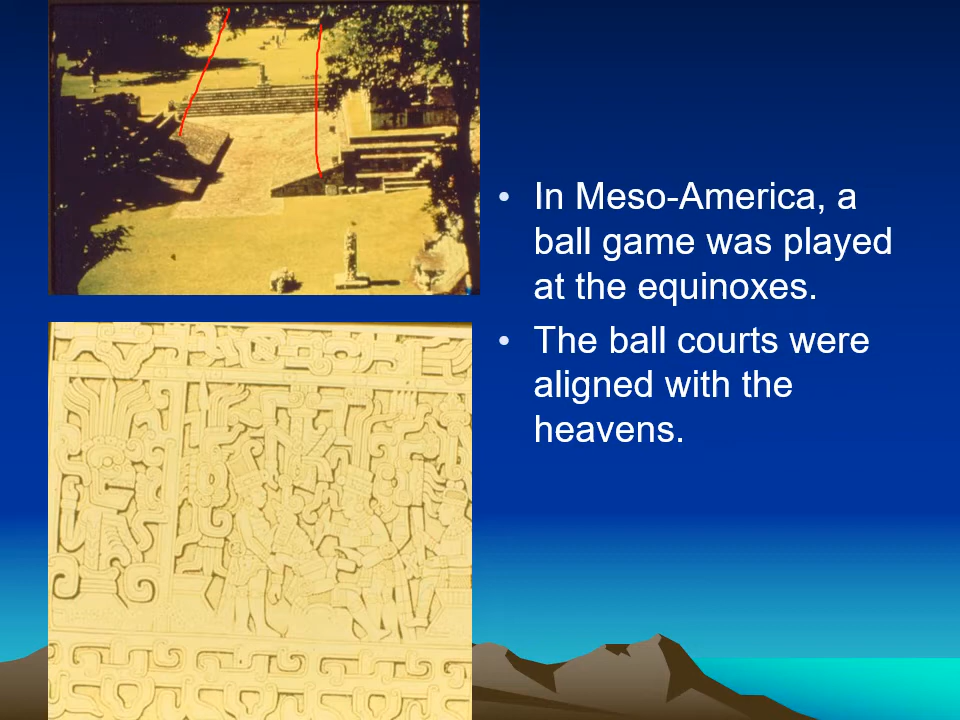 • In Meso-America, a
ball game was played
at the equinoxes.
• The ball courts were
aligned with the
heavens.